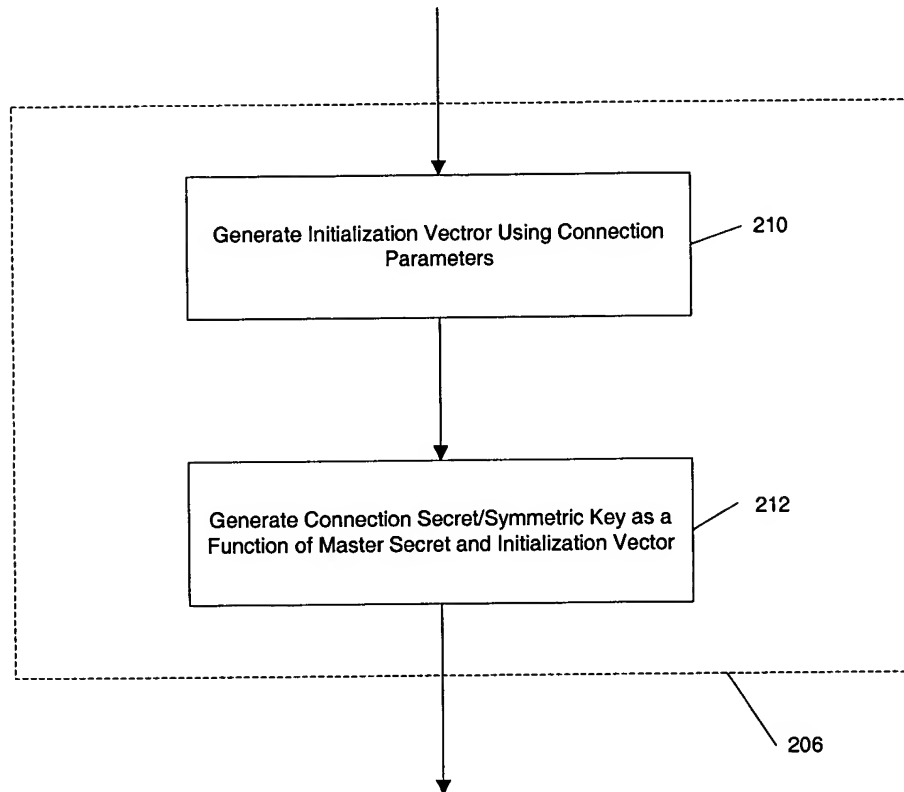 Generate Initialization Vectror Using Connection
Parameters
210
Generate Connection Secret/Symmetric Key as a
Function of Master Secret and Initialization Vector
212
206